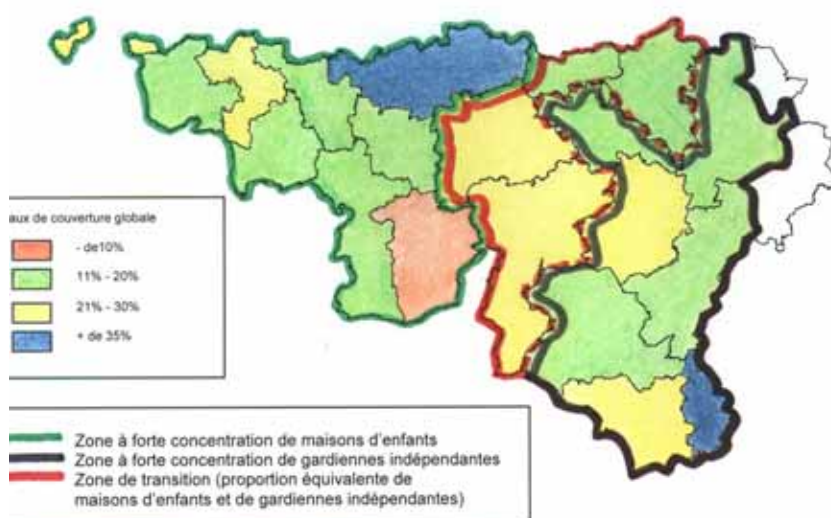 aux de couverture globale
- de10%
11% - 20%
21% - 30%
+ de 35%
Zone à forte concentration de maisons d'enfants
Zone à forte concentration de gardiennes indépendantes
Zone de transition (proportion équivalente de
maisons d'enfants et de gardiennes indépendantes)